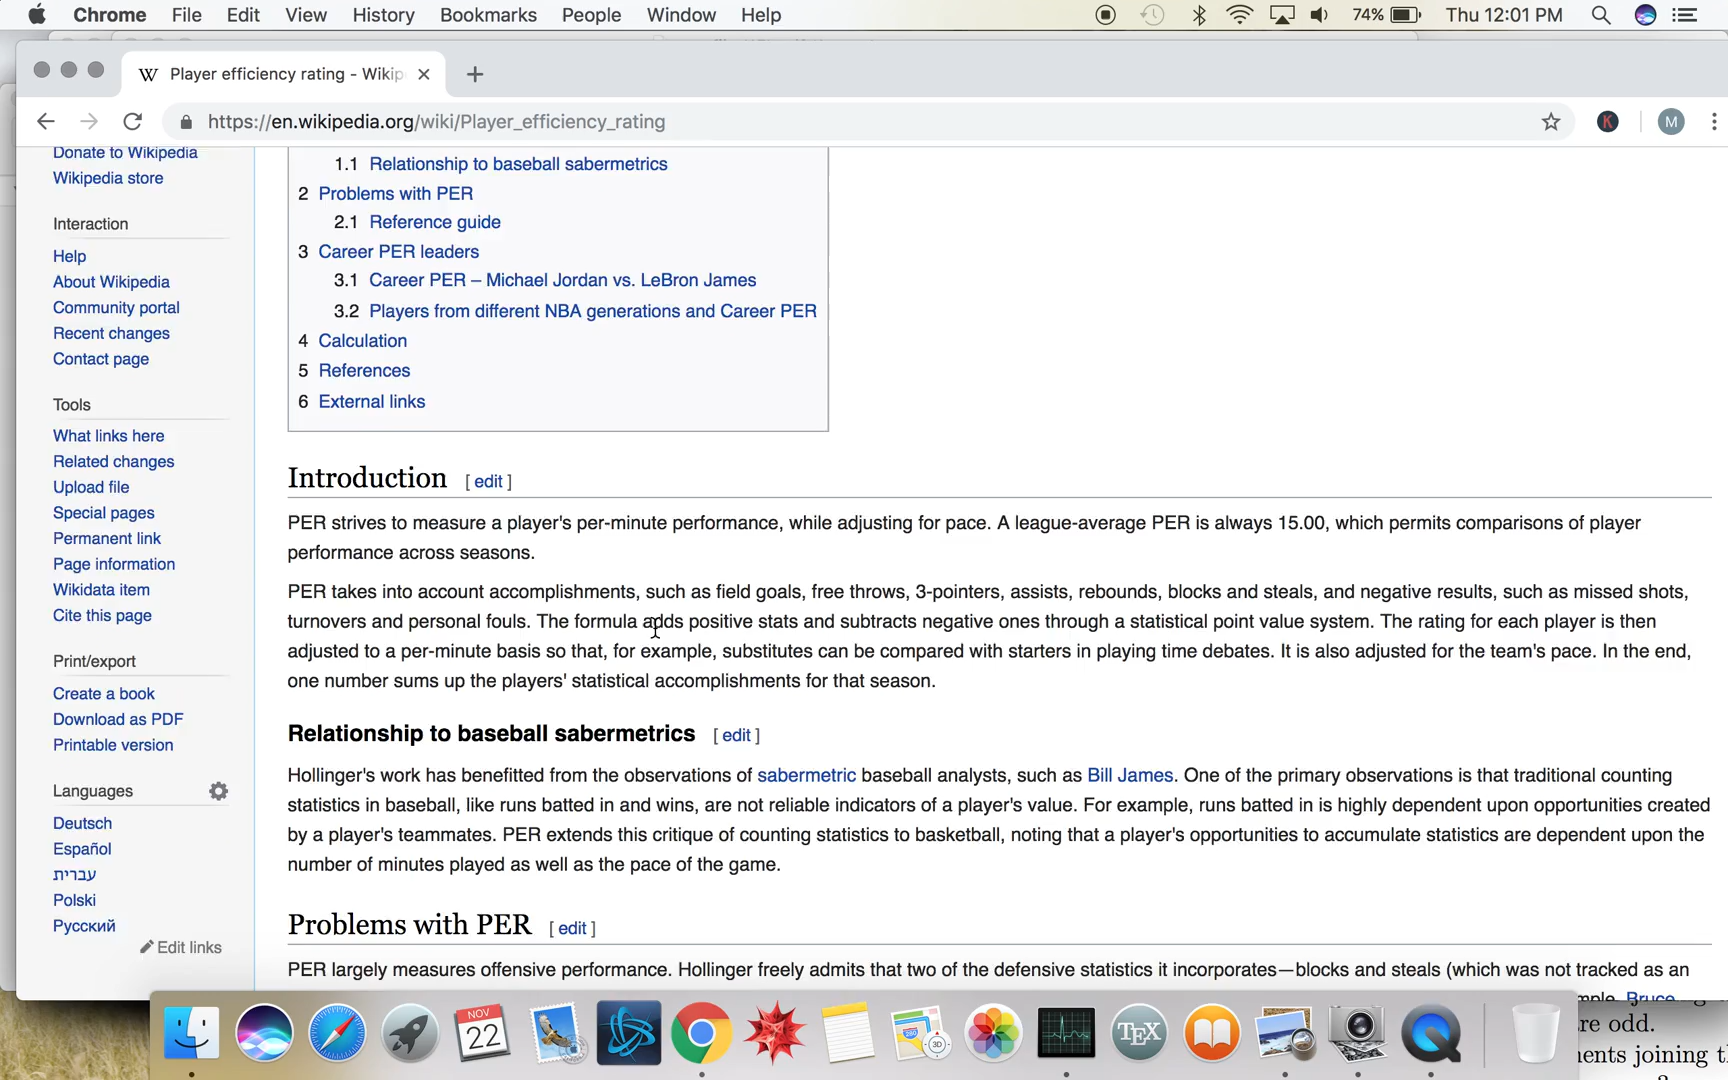 Chrome File Edit View History Bookmarks People Window Help 74% Thu 12:01 PM
W Player efficiency rating - Wikip
https://en.wikipedia.org/wiki/Player_efficiency_rating K M
Donate to Wikipedia
Wikipedia store
Interaction
Help
About Wikipedia
Community portal
Recent changes
Contact page
Tools
What links here
Related changes
Upload file
Special pages
Permanent link
Page information
Wikidata item
Cite this page
Print/export
Create a book
Download as PDF
Printable version
Languages
Deutsch
Español
עברית
Polski
Русский
Edit links
1.1 Relationship to baseball sabermetrics
2 Problems with PER
2.1 Reference guide
3 Career PER leaders
3.1 Career PER – Michael Jordan vs. LeBron James
3.2 Players from different NBA generations and Career PER
4 Calculation
5 References
6 External links
Introduction [ edit ]
PER strives to measure a player's per-minute performance, while adjusting for pace. A league-average PER is always 15.00, which permits comparisons of player
performance across seasons.
PER takes into account accomplishments, such as field goals, free throws, 3-pointers, assists, rebounds, blocks and steals, and negative results, such as missed shots,
turnovers and personal fouls. The formula adds positive stats and subtracts negative ones through a statistical point value system. The rating for each player is then
adjusted to a per-minute basis so that, for example, substitutes can be compared with starters in playing time debates. It is also adjusted for the team's pace. In the end,
one number sums up the players' statistical accomplishments for that season.
Relationship to baseball sabermetrics [ edit ]
Hollinger's work has benefitted from the observations of sabermetric baseball analysts, such as Bill James. One of the primary observations is that traditional counting
statistics in baseball, like runs batted in and wins, are not reliable indicators of a player's value. For example, runs batted in is highly dependent upon opportunities created
by a player's teammates. PER extends this critique of counting statistics to basketball, noting that a player's opportunities to accumulate statistics are dependent upon the
number of minutes played as well as the pace of the game.
Problems with PER [ edit ]
PER largely measures offensive performance. Hollinger freely admits that two of the defensive statistics it incorporates—blocks and steals (which was not tracked as an
Bruce
re odd.
ents joining
NOV
22
3D
TEX